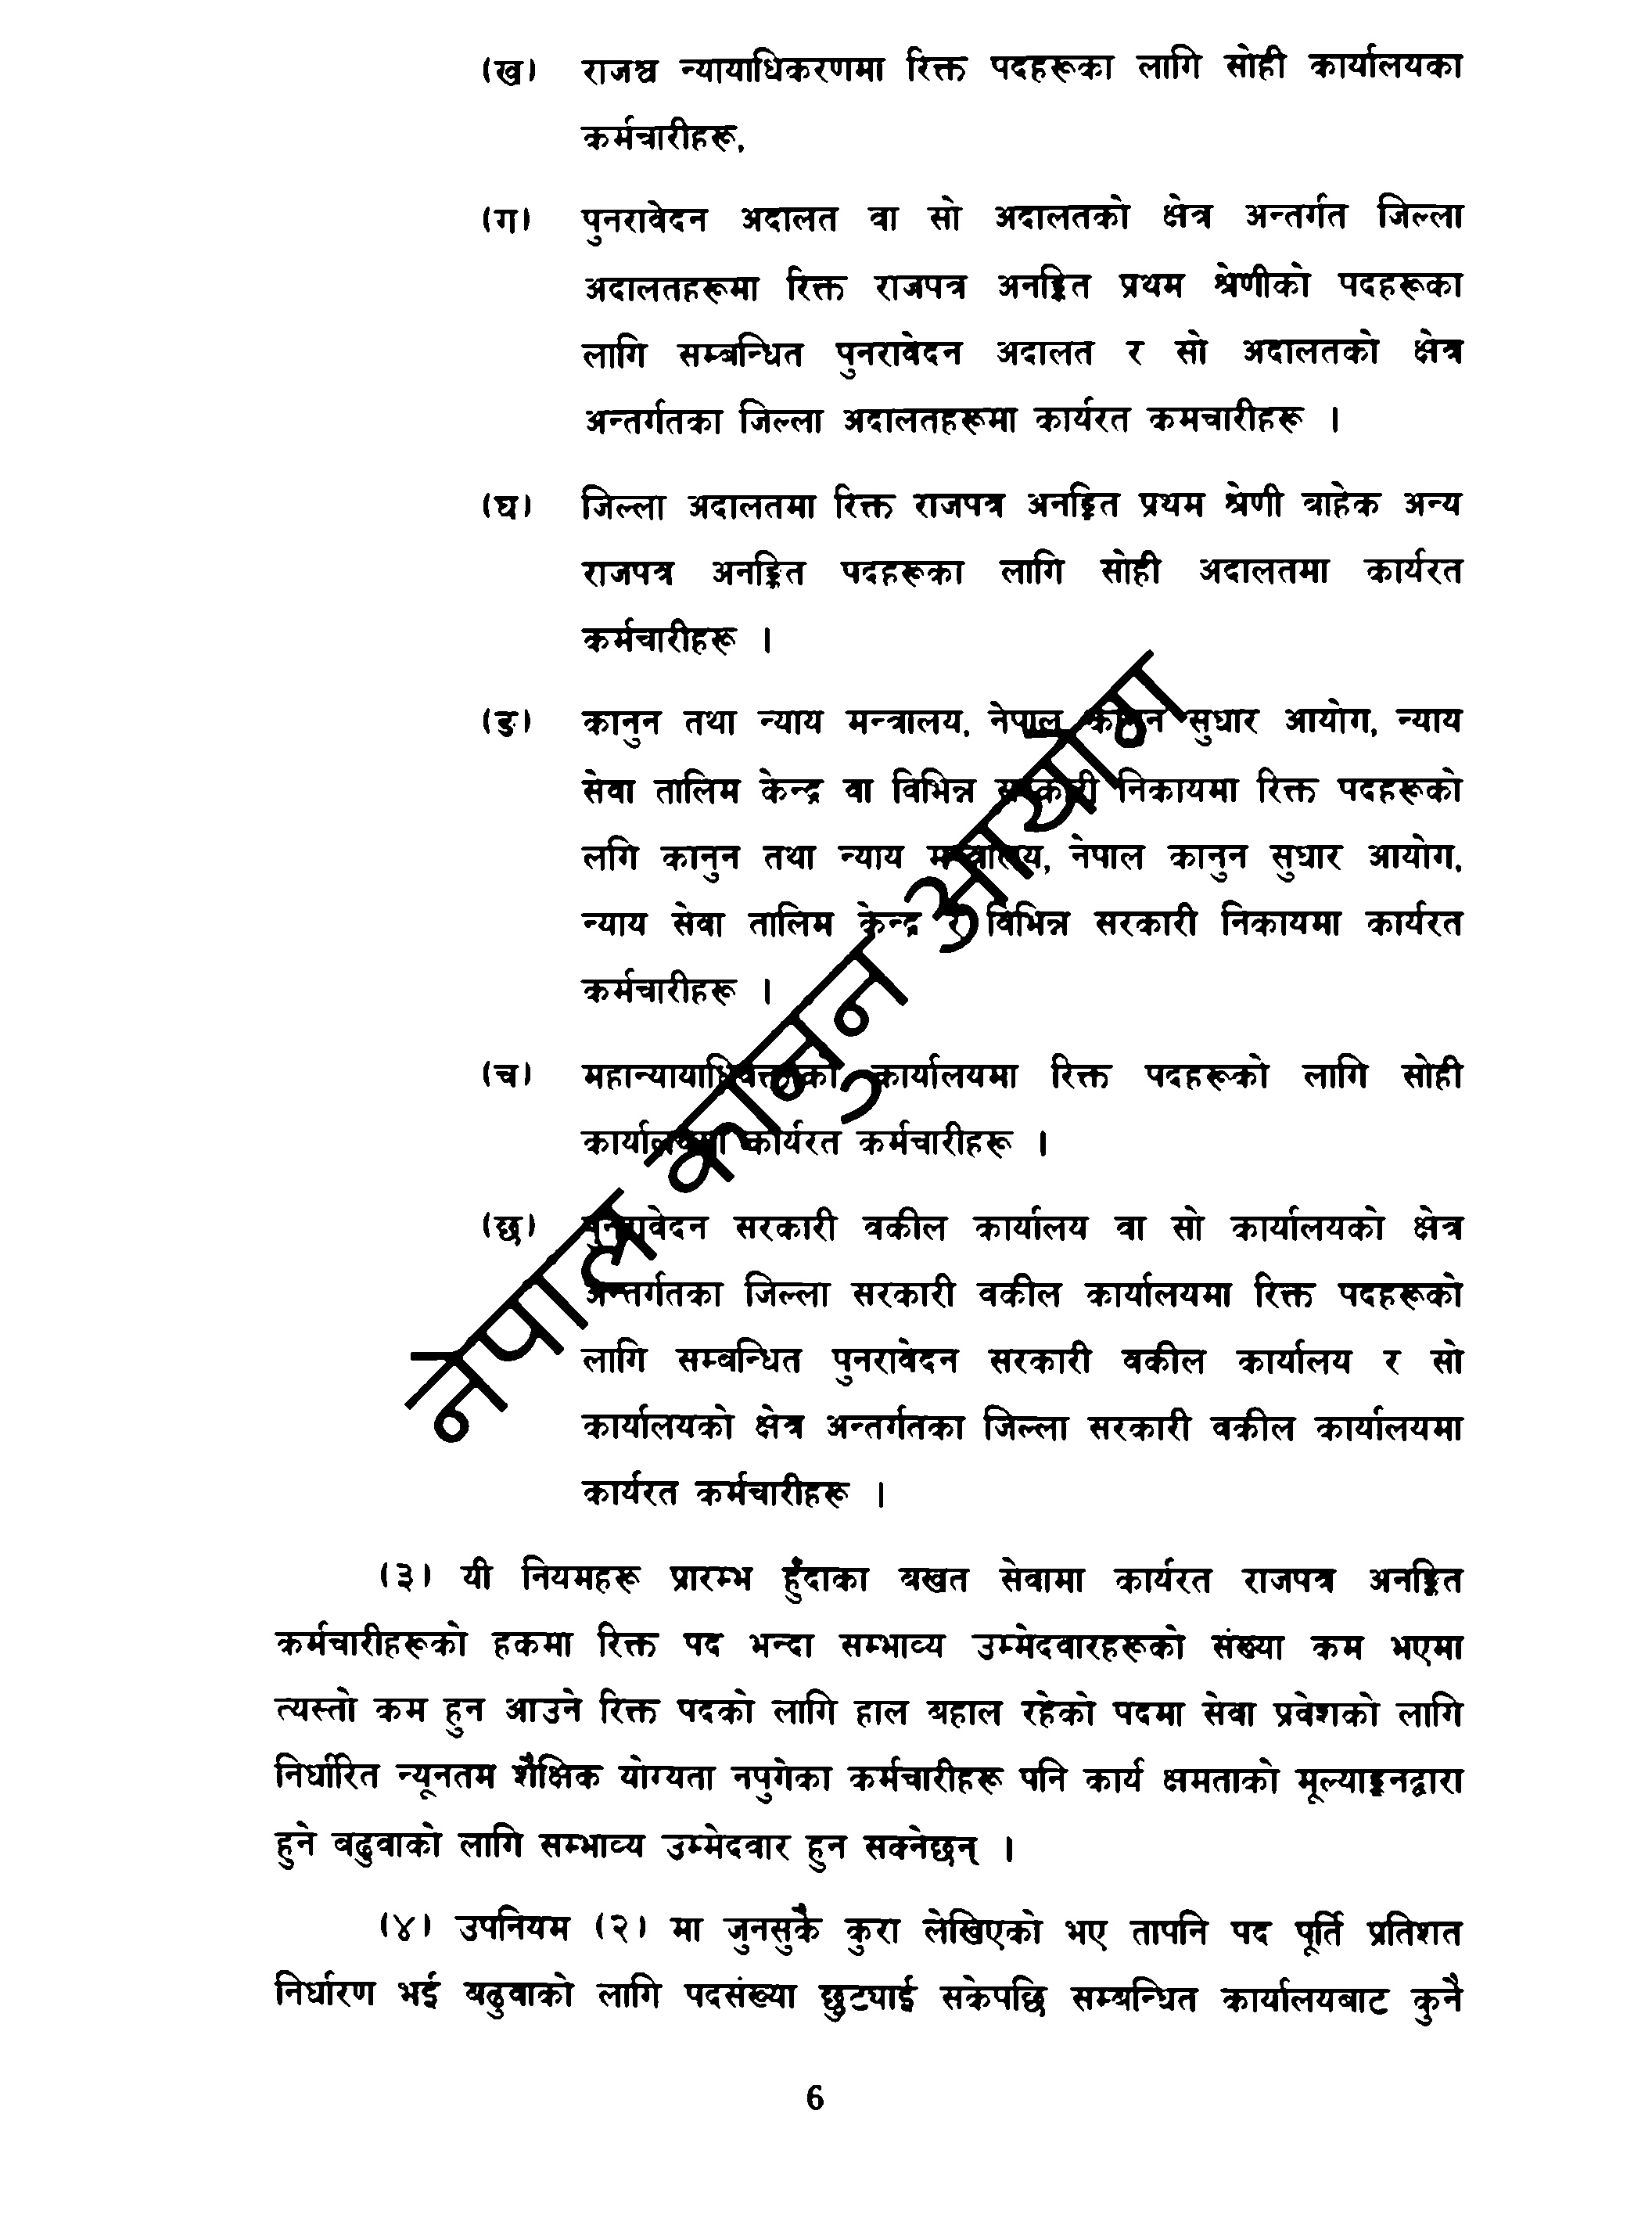 (ख) राजश्व न्यायाधिकरणमा रिक्त पदहरूका लागि सोही कार्यालयका
कर्मचारीहरू,
(ग) पुनरावेदन अदालत वा सो अदालतको क्षेत्र अन्तर्गत जिल्ला
अदालतहरूमा रिक्त राजपत्र अनङ्कित प्रथम श्रेणीको पदहरूका
लागि सम्बन्धित पुनरावेदन अदालत र सो अदालतको क्षेत्र
अन्तर्गतका जिल्ला अदालतहरूमा कार्यरत कमचारीहरू ।
(घ) जिल्ला अदालतमा रिक्त राजपत्र अनङ्कित प्रथम श्रेणी वाहेक अन्य
राजपत्र अनङ्कित पदहरूका लागि सोही अदालतमा कार्यरत
कर्मचारीहरू ।
(ङ) कानुन तथा न्याय मन्त्रालय, नेपाल कानुन सुधार आयोग, न्याय
सेवा तालिम केन्द्र वा विभिन्न सरकारी निकायमा रिक्त पदहरूको
लगि कानुन तथा न्याय मन्त्रालय, नेपाल कानुन सुधार आयोग,
न्याय सेवा तालिम केन्द्र र विभिन्न सरकारी निकायमा कार्यरत
कर्मचारीहरू ।
(च) महान्यायाधिवक्ताको कार्यालयमा रिक्त पदहरूको लागि सोही
कार्यालयमा कार्यरत कर्मचारीहरू ।
(छ) पुनरावेदन सरकारी वकील कार्यालय वा सो कार्यालयको क्षेत्र
अन्तर्गतका जिल्ला सरकारी वकील कार्यालयमा रिक्त पदहरूको
लागि सम्बन्धित पुनरावेदन सरकारी वकील कार्यालय र सो
कार्यालयको क्षेत्र अन्तर्गतका जिल्ला सरकारी वकील कार्यालयमा
कार्यरत कर्मचारीहरू ।
(३) यी नियमहरू प्रारम्भ हुँदाका बखत सेवामा कार्यरत राजपत्र अनङ्कित
कर्मचारीहरूको हकमा रिक्त पद भन्दा सम्भाव्य उम्मेदवारहरूको संख्या कम भएमा
त्यस्तो कम हुन आउने रिक्त पदको लागि हाल बहाल रहेको पदमा सेवा प्रवेशको लागि
निर्धारित न्यूनतम शैक्षिक योग्यता नपुगेका कर्मचारीहरू पनि कार्य क्षमताको मूल्याङ्कनद्वारा
हुने बढुवाको लागि सम्भाव्य उम्मेदवार हुन सक्नेछन् ।
(४) उपनियम (२) मा जुनसुकै कुरा लेखिएको भए तापनि पद पूर्ति प्रतिशत
निर्धारण भई बढुवाको लागि पदसंख्या छुट्याई सकेपछि सम्बन्धित कार्यालयबाट कुनै
नेपाल कानुन आयोग
6